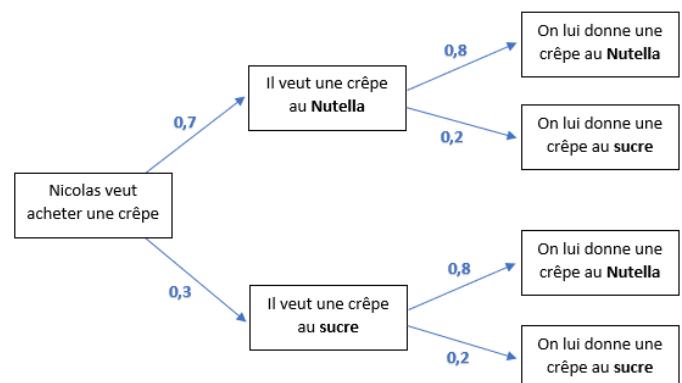 On lui donne une
crêpe au Nutella
0,8
Il veut une crêpe
au Nutella
0,7
0,2
On lui donne une
crêpe au sucre
Nicolas veut
acheter une crêpe
0,3
On lui donne une
crêpe au Nutella
0,8
Il veut une crêpe
au sucre
0,2
On lui donne une
crêpe au sucre